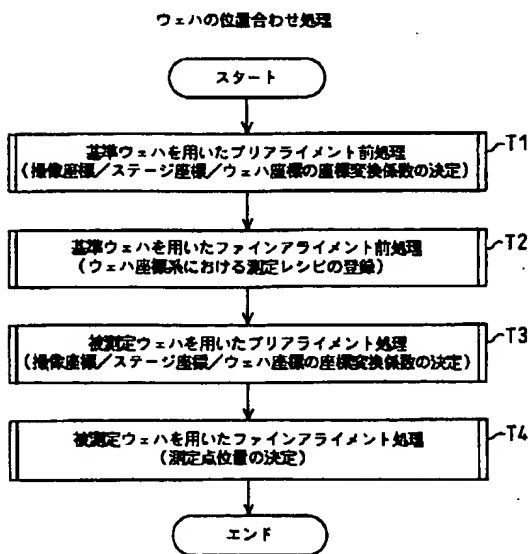 ウェハの位置合わせ処理
スタート
基準ウェハを用いたプリアライメント前処理
(撮像座標／ステージ座標／ウェハ座標の座標変換係数の決定)
T1
基準ウェハを用いたファインアライメント前処理
(ウェハ座標系における測定レシピの登録)
T2
被測定ウェハを用いたプリアライメント処理
(撮像座標／ステージ座標／ウェハ座標の座標変換係数の決定)
T3
被測定ウェハを用いたファインアライメント処理
(測定点位置の決定)
T4
エンド